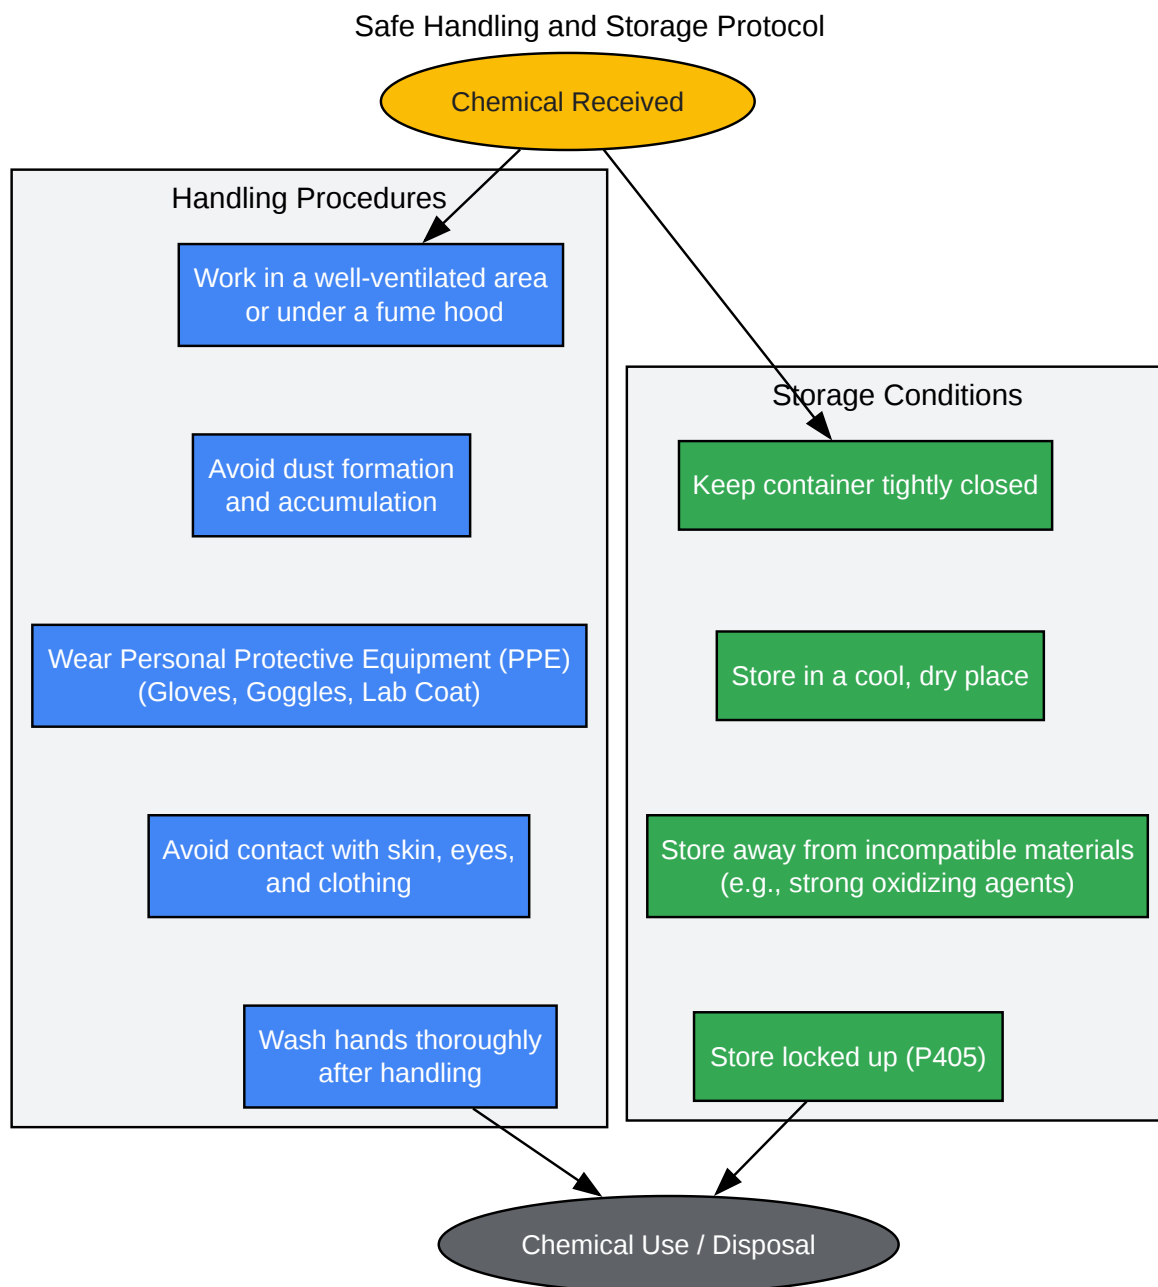 Safe Handling and Storage Protocol
Chemical Received
Handling Procedures
Work in a well-ventilated area
or under a fume hood
Avoid dust formation
and accumulation
Wear Personal Protective Equipment (PPE)
(Gloves, Goggles, Lab Coat)
Avoid contact with skin, eyes,
and clothing
Wash hands thoroughly
after handling
Storage Conditions
Keep container tightly closed
Store in a cool, dry place
Store away from incompatible materials
(e.g., strong oxidizing agents)
Store locked up (P405)
Chemical Use / Disposal